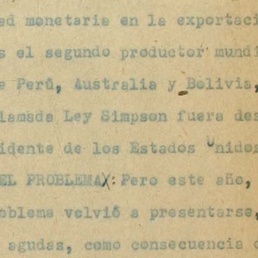 ed monetaria en la exportaci
s el segundo productor mundi
e Perú, Australia y Bolivia,
lamada Ley Simpson fuera des
idente de los Estados Unidos
EL PROBLEMA): Pero este año,
oblema volvió a presentarse,
agudas, como consecuencia